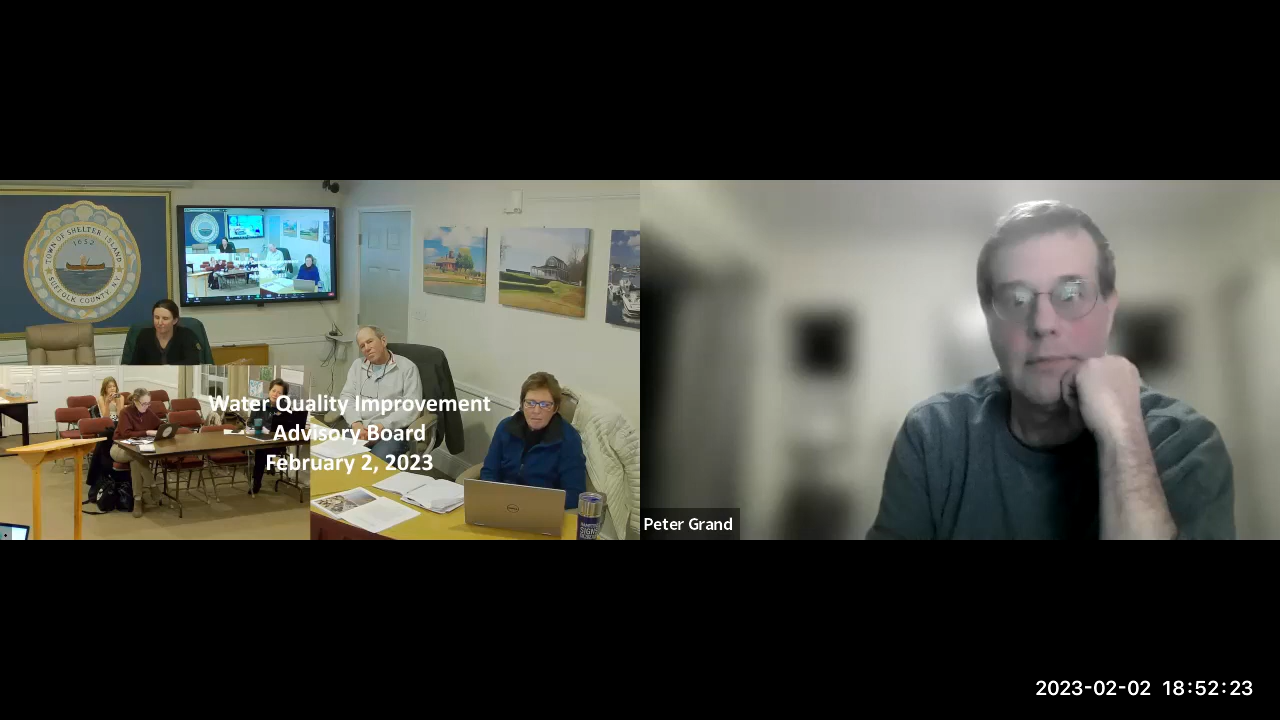 TOWN OF SHELTER ISLAND
1652
SUFFOLK COUNTY N.Y.
Water Quality Improvement
Advisory Board
February 2, 2023
DELL
Peter Grand
2023-02-02 18:52:23